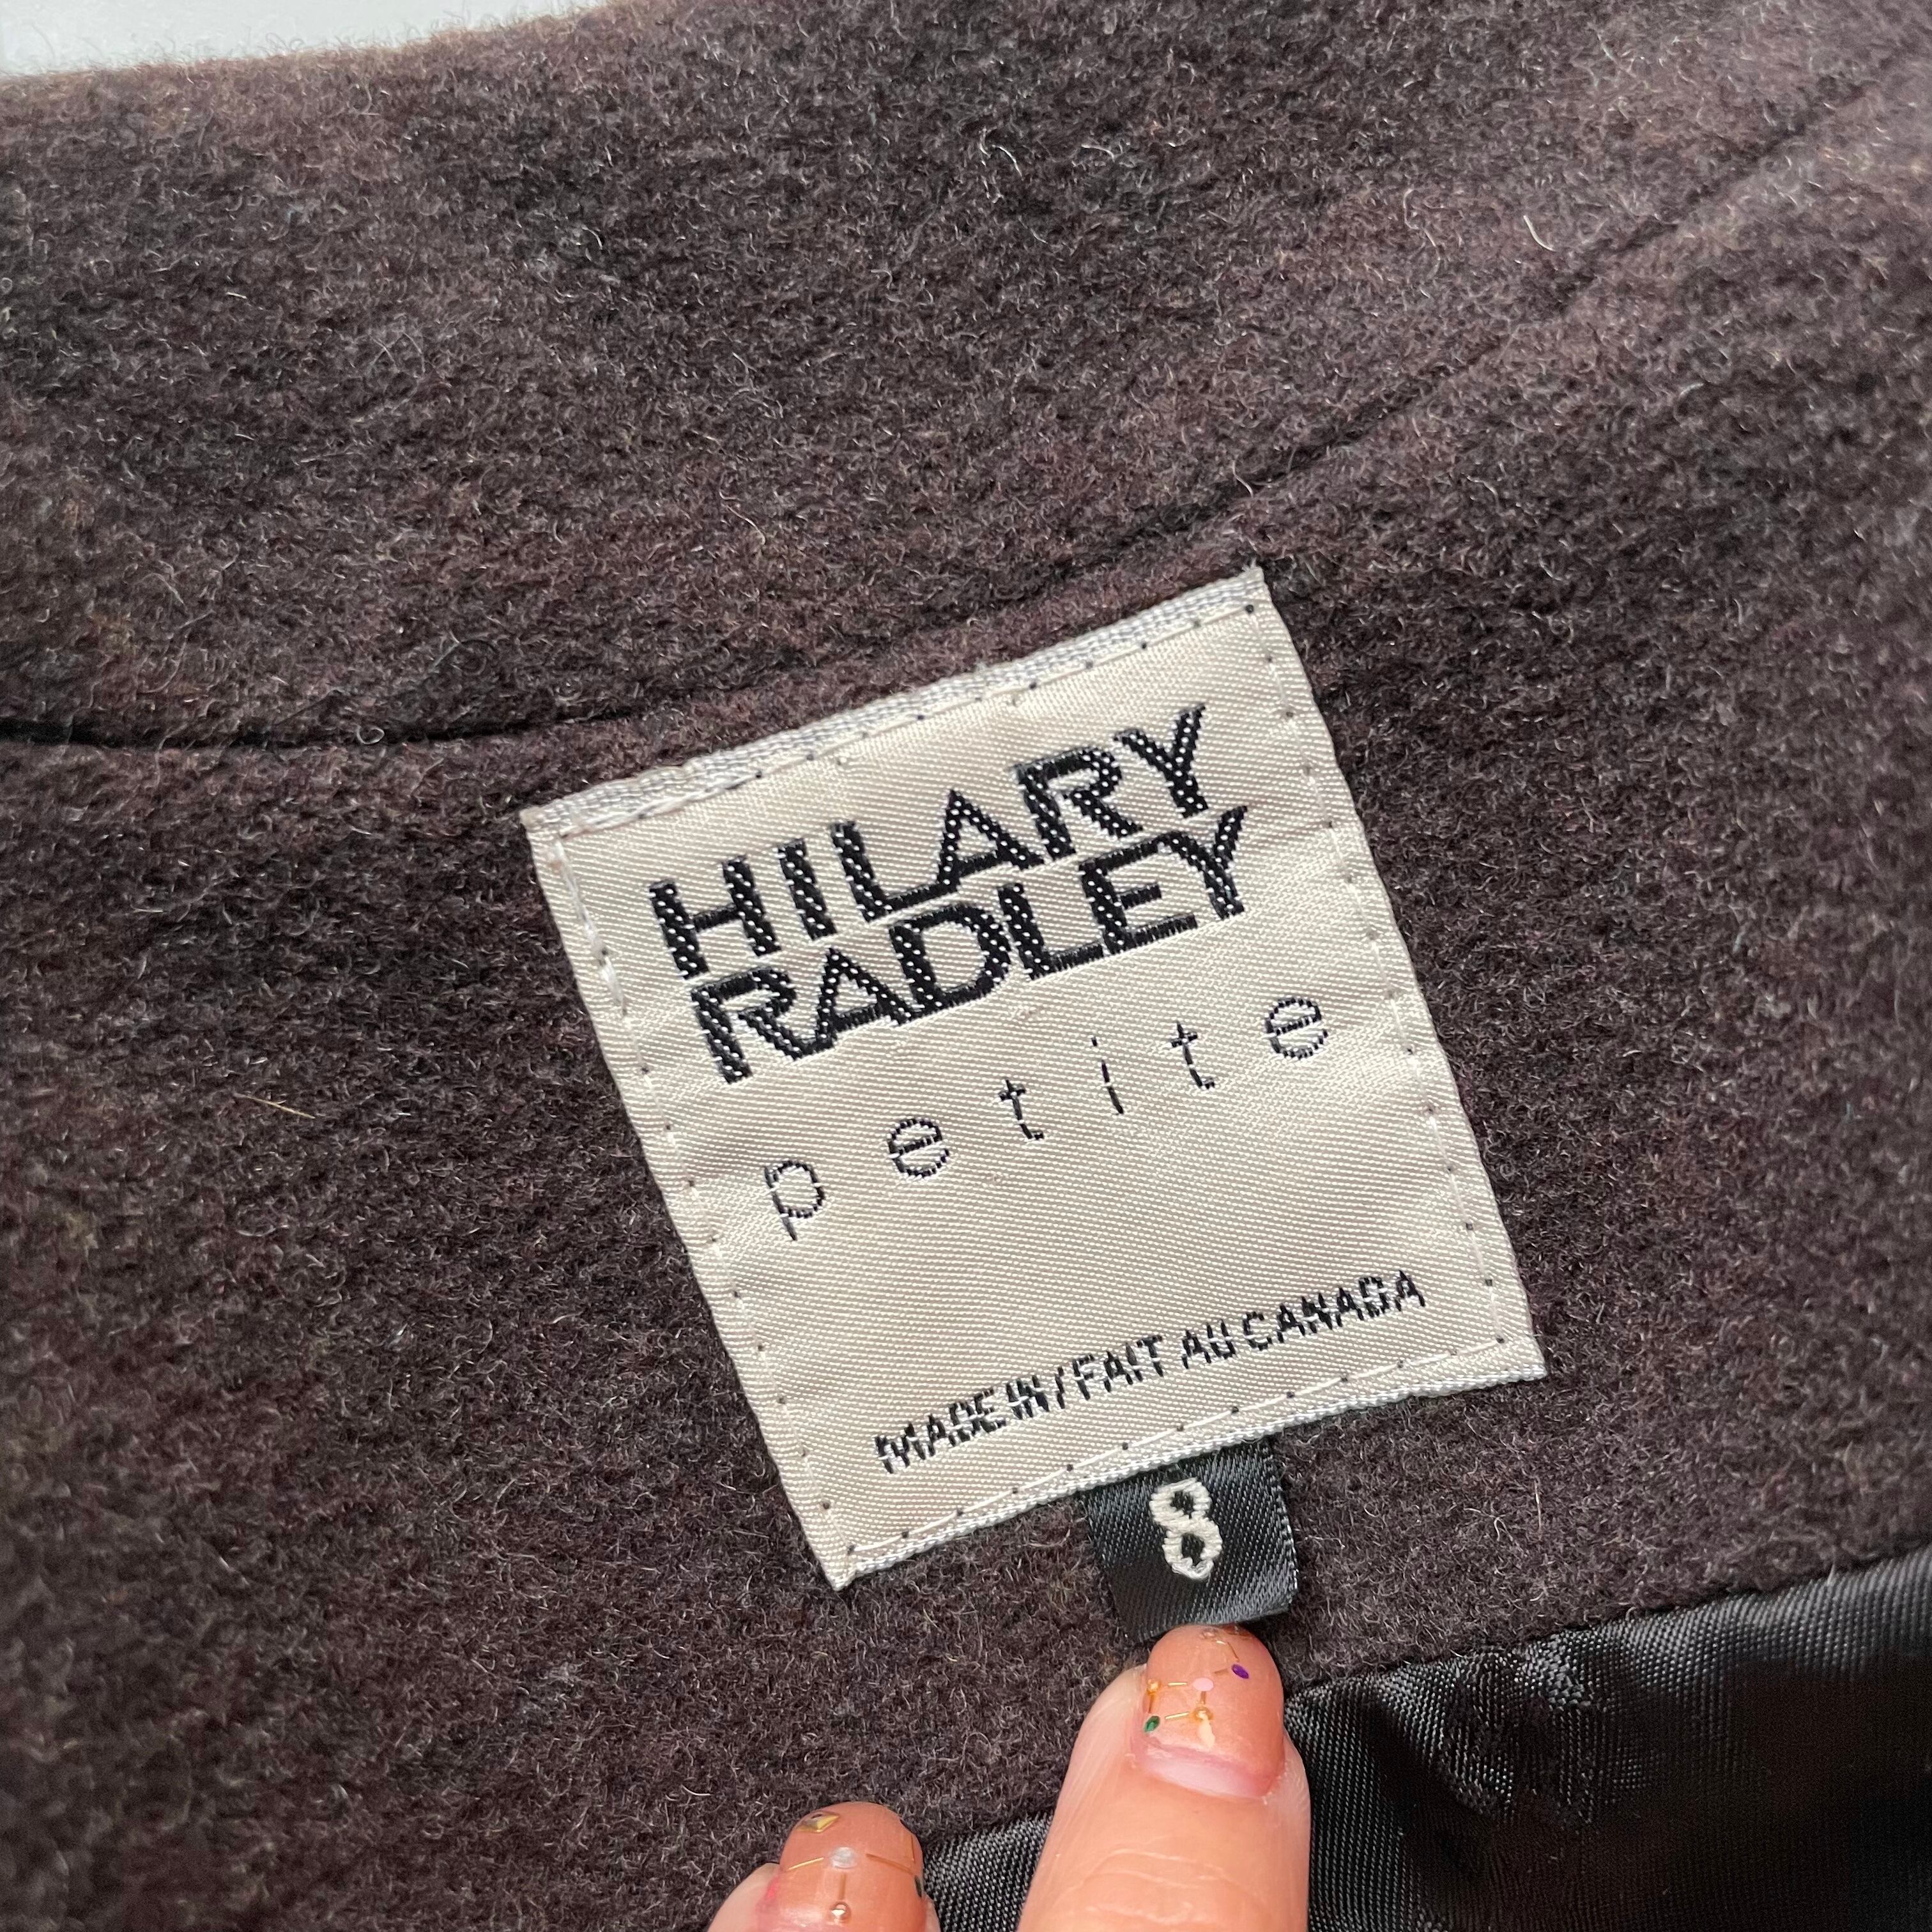 HILARY
RADLEY
petite
MADE IN / FAIT AU CANADA
8